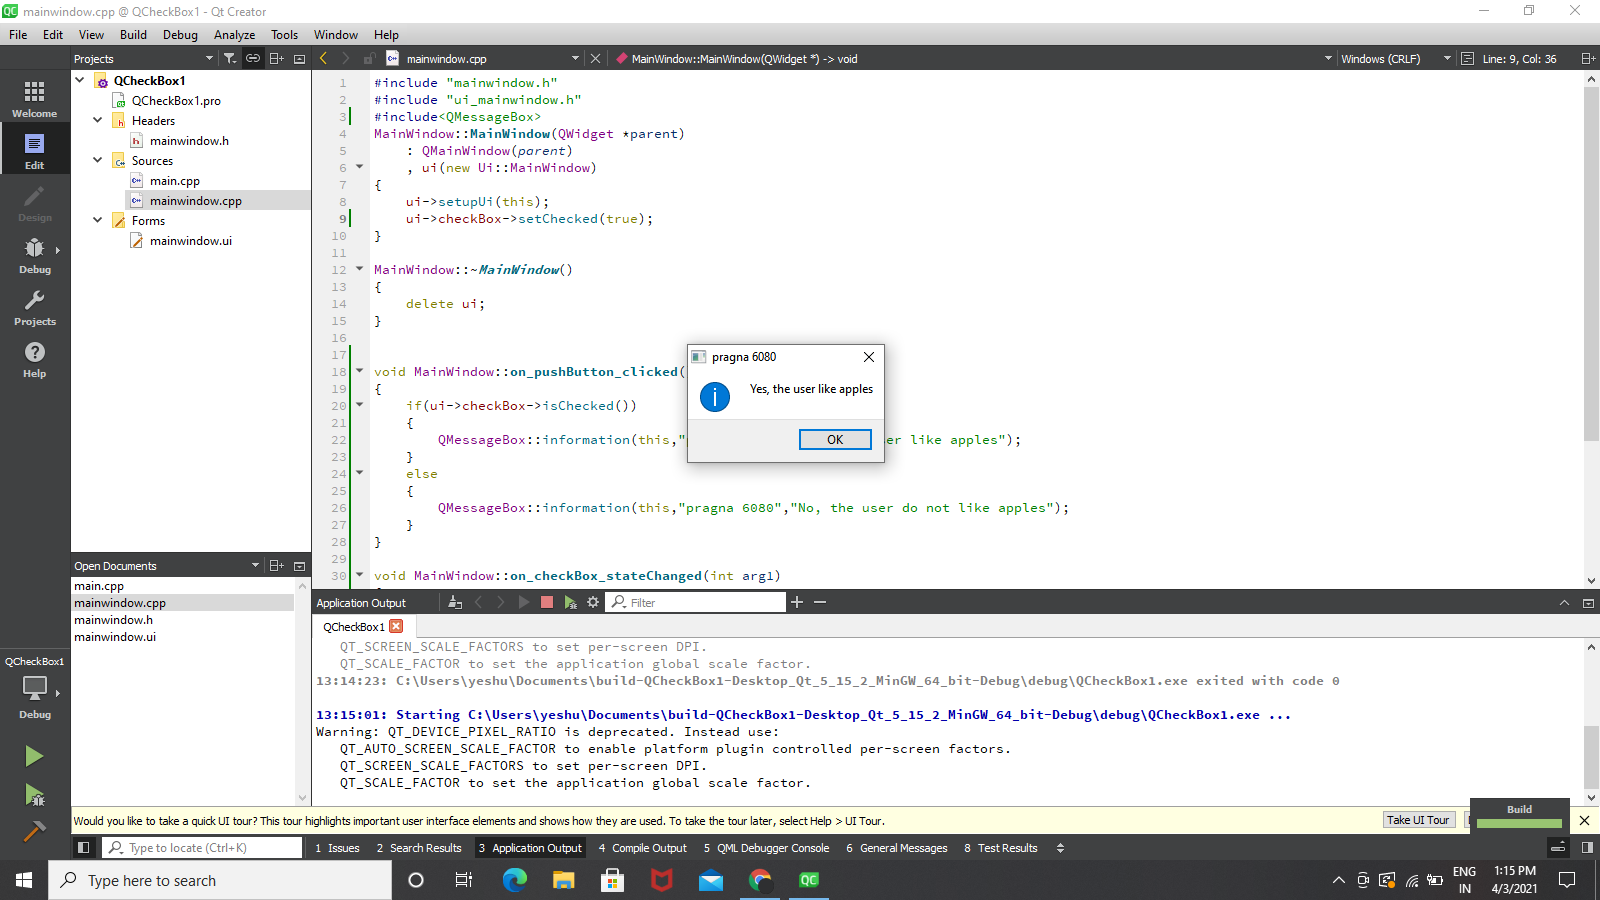 mainwindow.cpp @ QCheckBox1 - Qt Creator
File Edit View Build Debug Analyze Tools Window Help
Projects
mainwindow.cpp
MainWindow::MainWindow(QWidget *) -> void
Windows (CRLF)
Line: 9, Col: 36
Welcome
Edit
Design
Debug
Projects
Help
QCheckBox1
Debug
QCheckBox1
QCheckBox1.pro
Headers
mainwindow.h
Sources
main.cpp
mainwindow.cpp
Forms
mainwindow.ui
Open Documents
main.cpp
mainwindow.cpp
mainwindow.h
mainwindow.ui
1 #include "mainwindow.h"
2 #include "ui_mainwindow.h"
3 #include<QMessageBox>
4 MainWindow::MainWindow(QWidget *parent)
5 : QMainWindow(parent)
6 , ui(new Ui::MainWindow)
7 {
8 ui->setupUi(this);
9 ui->checkBox->setChecked(true);
10 }
11
12 MainWindow::~MainWindow()
13 {
14 delete ui;
15 }
16
17
18 void MainWindow::on_pushButton_clicked(
19 {
20 if(ui->checkBox->isChecked())
21 {
22 QMessageBox::information(this,"p er like apples");
23 }
24 else
25 {
26 QMessageBox::information(this,"pragna 6080","No, the user do not like apples");
27 }
28 }
29
30 void MainWindow::on_checkBox_stateChanged(int arg1)
pragna 6080
Yes, the user like apples
OK
Application Output
Filter
QCheckBox1
QT_SCREEN_SCALE_FACTORS to set per-screen DPI.
QT_SCALE_FACTOR to set the application global scale factor.
13:14:23: C:\Users\yeshu\Documents\build-QCheckBox1-Desktop_Qt_5_15_2_MinGW_64_bit-Debug\debug\QCheckBox1.exe exited with code 0
13:15:01: Starting C:\Users\yeshu\Documents\build-QCheckBox1-Desktop_Qt_5_15_2_MinGW_64_bit-Debug\debug\QCheckBox1.exe ...
Warning: QT_DEVICE_PIXEL_RATIO is deprecated. Instead use:
QT_AUTO_SCREEN_SCALE_FACTOR to enable platform plugin controlled per-screen factors.
QT_SCREEN_SCALE_FACTORS to set per-screen DPI.
QT_SCALE_FACTOR to set the application global scale factor.
Would you like to take a quick UI tour? This tour highlights important user interface elements and shows how they are used. To take the tour later, select Help > UI Tour.
Take UI Tour
Build
Type to locate (Ctrl+K)
1 Issues 2 Search Results 3 Application Output 4 Compile Output 5 QML Debugger Console 6 General Messages 8 Test Results
Type here to search
ENG
IN
1:15 PM
4/3/2021